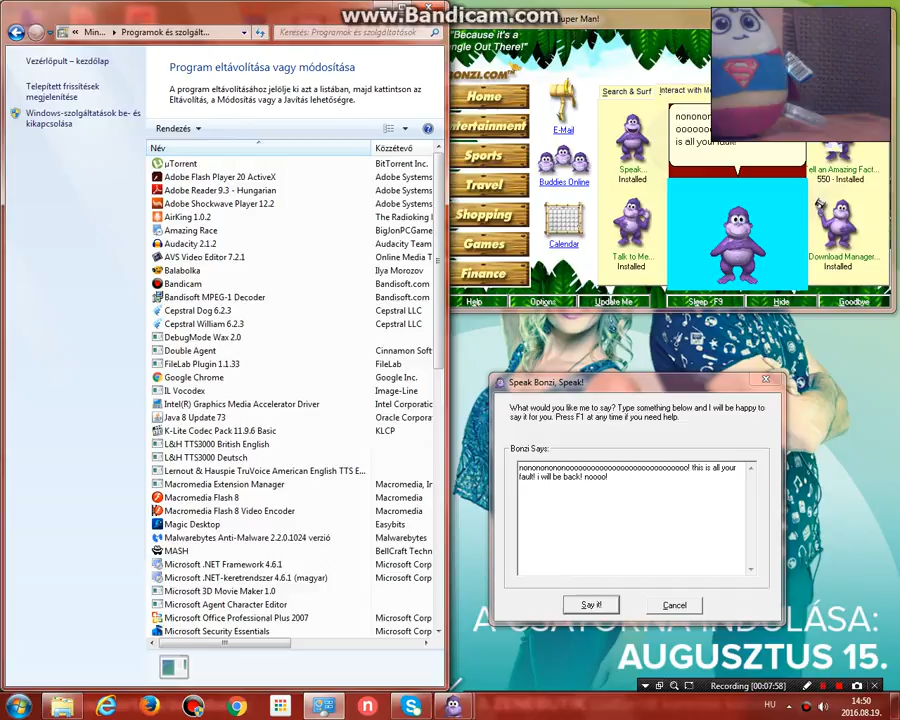 www.Bandicam.com
Min...
Programok és szolgált...
Keresés: Programok és szolgáltatások
Vezérlőpult – kezdőlap
Telepített frissítések
megjelenítése
Windows-szolgáltatások be- és
kikapcsolása
Program eltávolítása vagy módosítása
A program eltávolításához jelölje ki azt a listában, majd kattintson az
Eltávolítás, a Módosítás vagy a Javítás lehetőségre.
Rendezés
Név
Közzétevő
µTorrent
BitTorrent Inc.
Adobe Flash Player 20 ActiveX
Adobe Systems
Adobe Reader 9.3 - Hungarian
Adobe Systems
Adobe Shockwave Player 12.2
Adobe Systems
AirKing 1.0.2
The Radioking
Amazing Race
BigJonPCGame
Audacity 2.1.2
Audacity Team
AVS Video Editor 7.2.1
Online Media T
Balabolka
Ilya Morozov
Bandicam
Bandisoft.com
Bandisoft MPEG-1 Decoder
Bandisoft.com
Cepstral Dog 6.2.3
Cepstral LLC
Cepstral William 6.2.3
Cepstral LLC
DebugMode Wax 2.0
Double Agent
Cinnamon Soft
FileLab Plugin 1.1.33
FileLab
Google Chrome
Google Inc.
IL Vocodex
Image-Line
Intel(R) Graphics Media Accelerator Driver
Intel Corporatic
Java 8 Update 73
Oracle Corpora
K-Lite Codec Pack 11.9.6 Basic
KLCP
L&H TTS3000 British English
L&H TTS3000 Deutsch
Lernout & Hauspie TruVoice American English TTS E...
Macromedia Extension Manager
Macromedia, In
Macromedia Flash 8
Macromedia
Macromedia Flash 8 Video Encoder
Macromedia
Magic Desktop
Easybits
Malwarebytes Anti-Malware 2.2.0.1024 verzió
Malwarebytes
MASH
BellCraft Techn
Microsoft .NET Framework 4.6.1
Microsoft Corp
Microsoft .NET-keretrendszer 4.6.1 (magyar)
Microsoft Corp
Microsoft 3D Movie Maker 1.0
Microsoft Agent Character Editor
Microsoft Office Professional Plus 2007
Microsoft Corp
Microsoft Security Essentials
Microsoft Corp
uper Man!
"Because it's a
ngle Out There!"
BONZI.COM
Home
ntertainment
Sports
Travel
Shopping
Games
Finance
E-Mail
Buddies Online
Calendar
Search & Surf
Interact with Me
Speak...
Installed
Talk to Me...
Installed
nononon
ooooooo
is all your fault!
ell an Amazing Fact...
550 - Installed
Download Manager...
Installed
Help
Options
Update Me
Sleep - F9
Hide
Goodbye
Speak Bonzi, Speak!
What would you like me to say? Type something below and I will be happy to
say it for you. Press F1 at any time if you need help.
Bonzi Says:
nononononooooooooooooooooooooooooooo! this is all your
fault! i will be back! noooo!
Say it!
Cancel
A CSATORNA INDULÁSA:
AUGUSZTUS 15.
Recording [00:07:58]
HU
14:50
2016.08.19.